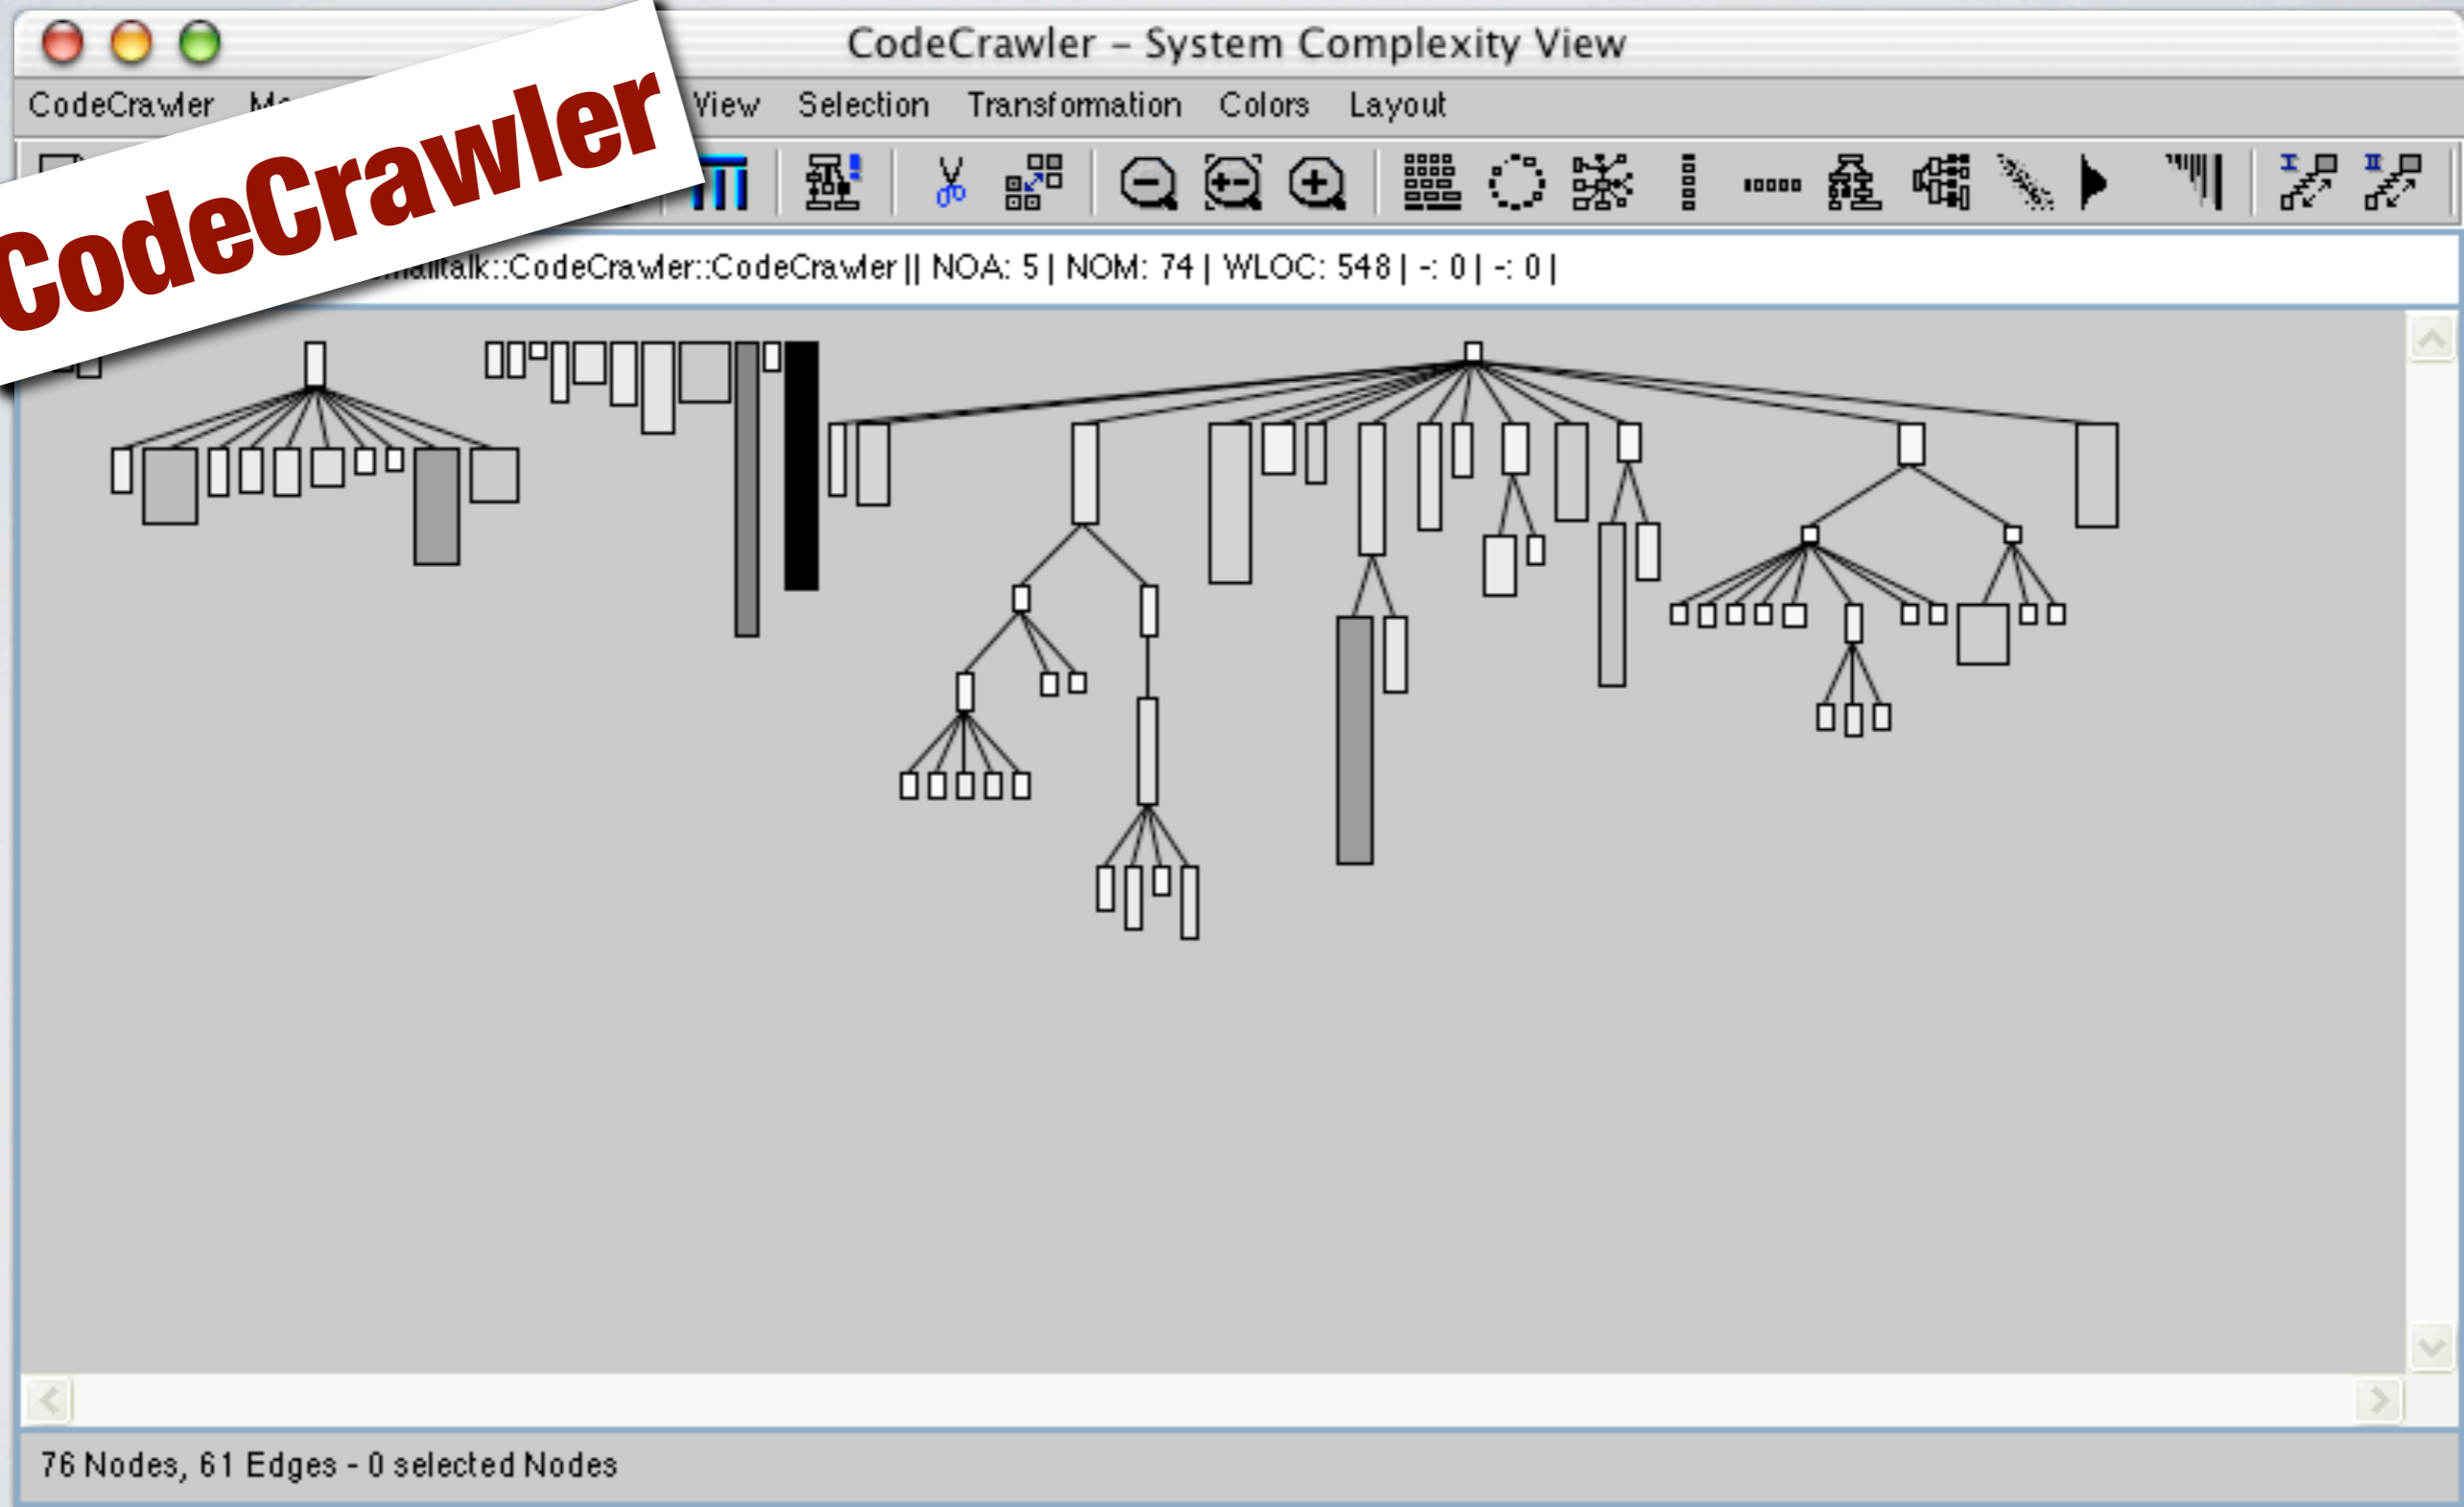 CodeCrawler – System Complexity View
CodeCrawler View Selection Transformation Colors Layout
CodeCrawler
::CodeCrawler::CodeCrawler || NOA: 5 | NOM: 74 | WLOC: 548 | -: 0 | -: 0 |
76 Nodes, 61 Edges - 0 selected Nodes